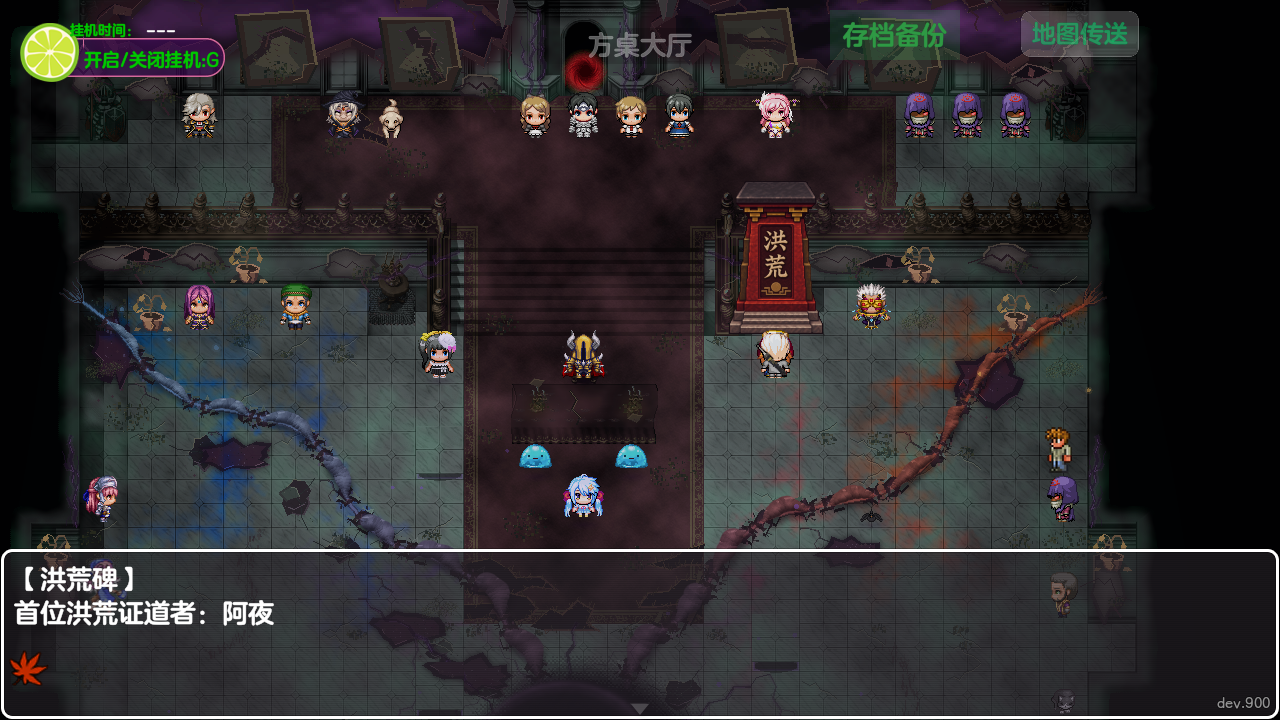 挂机时间： ---
开启/关闭挂机:G
方桌大厅
存档备份
地图传送
洪
荒
【洪荒碑】
首位洪荒证道者：阿夜
dev.900